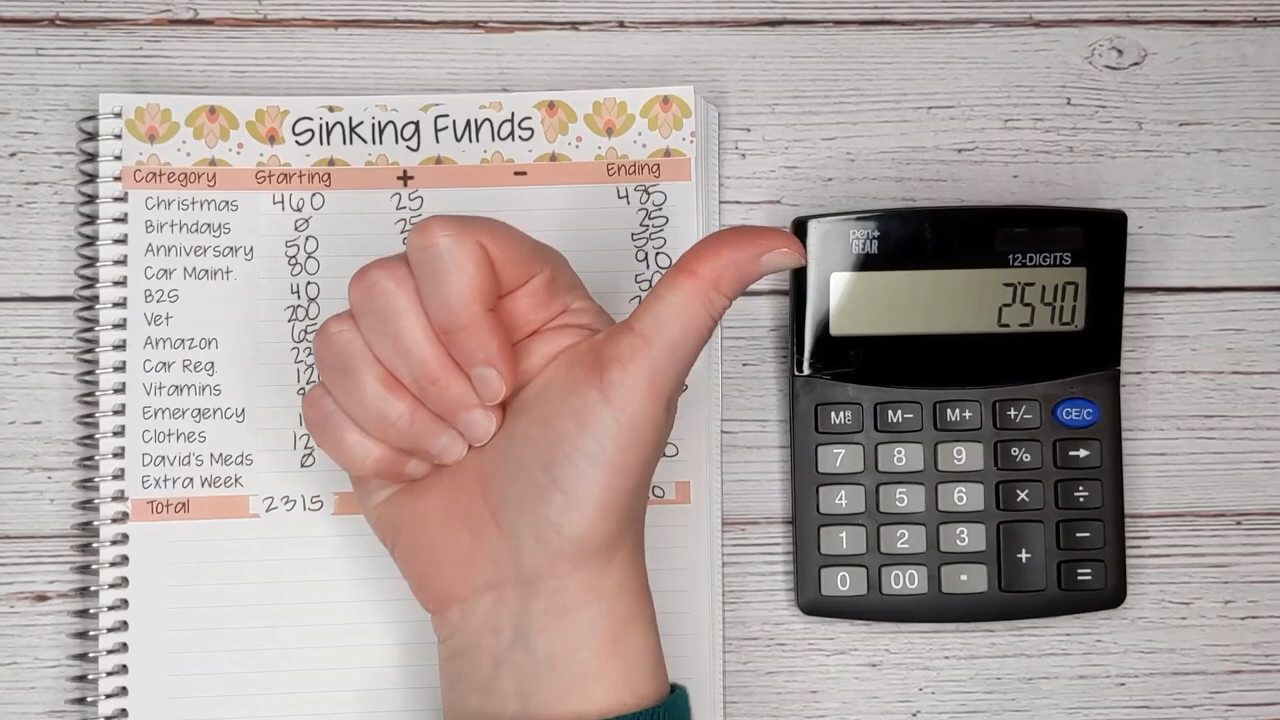 Sinking Funds
Category Starting + - Ending
Christmas 460 25 485
Birthdays Ø 25 25
Anniversary 50 55
Car Maint. 80 90
B2S 40
Vet 200
Amazon
Car Reg.
Vitamins
Emergency
Clothes
David's Meds Ø
Extra Week
Total 2315
pen+
GEAR
12-DIGITS
2540.
MRC M- M+ +/- CE/C
7 8 9 % →
4 5 6 × ÷
1 2 3 + -
0 00 . =